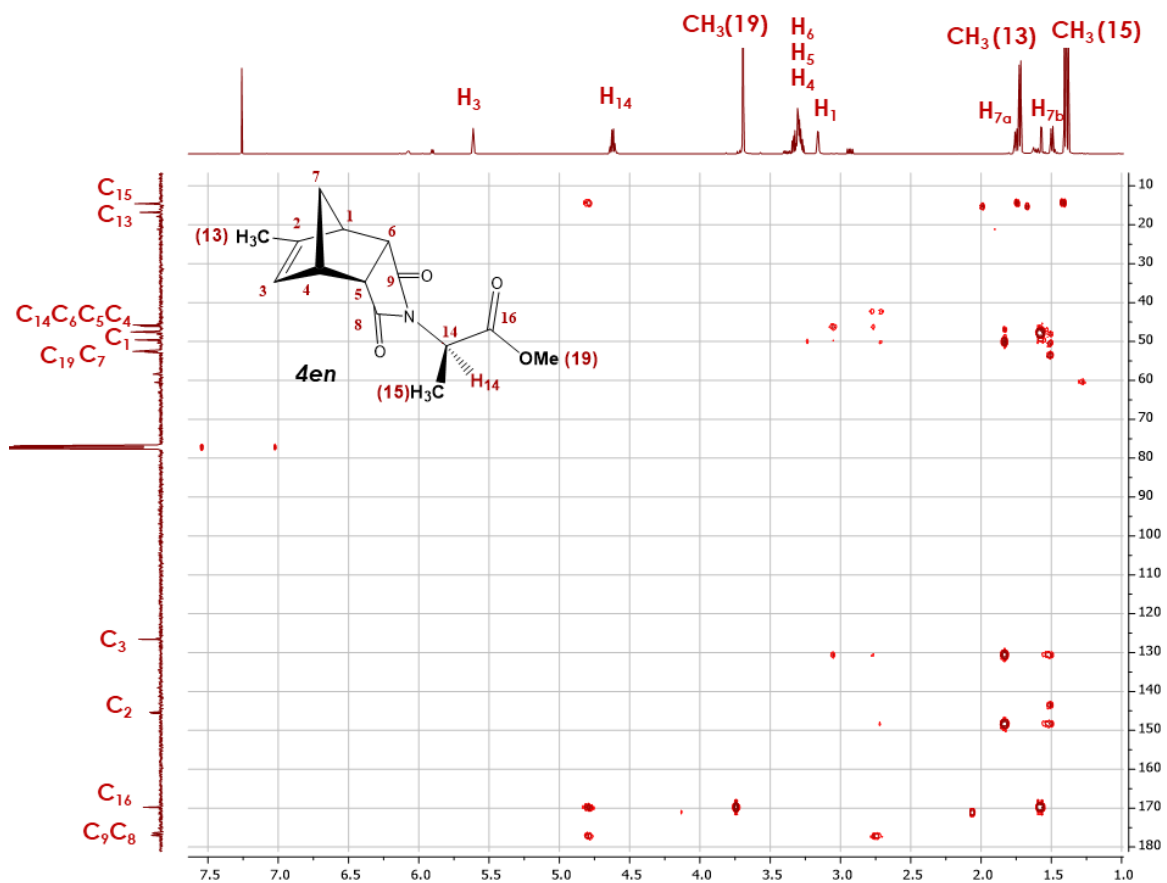 CH₃(19)
H₆
H₅
H₄
CH₃(13)
CH₃(15)
H₃
H₁₄
H₁
H₇ₐ
H₇b
C₁₅
C₁₃
C₁₄C₆C₅C₄
C₁
C₁₉ C₇
C₃
C₂
C₁₆
C₉C₈
7
1
(13) H₃C
2
6
O
9
3
4
5
O
N
16
8
14
OMe (19)
O
4en
(15)H₃C
H₁₄
10
20
30
40
50
60
70
80
90
100
110
120
130
140
150
160
170
180
7.5 7.0 6.5 6.0 5.5 5.0 4.5 4.0 3.5 3.0 2.5 2.0 1.5 1.0